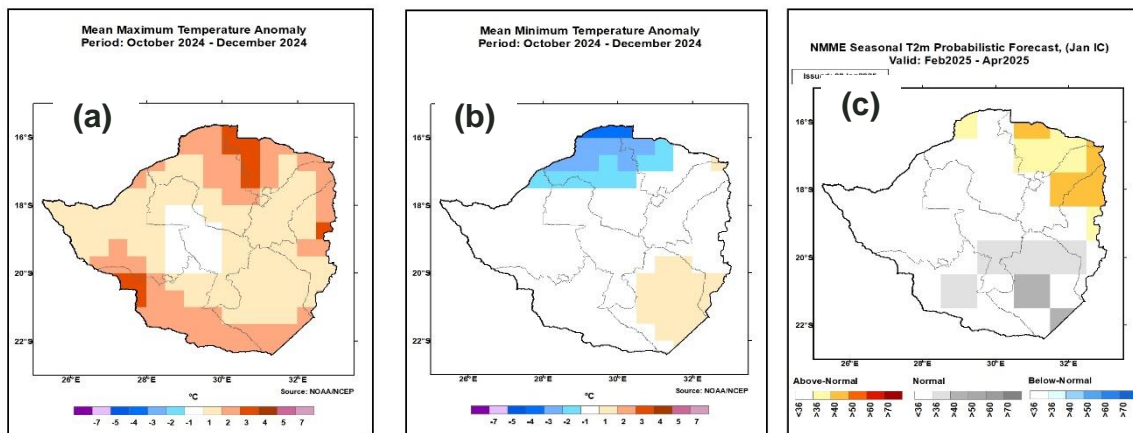 Mean Maximum Temperature Anomaly
Period: October 2024 - December 2024
(a)
16°S
18°S
20°S
22°S
26°E 28°E 30°E 32°E
Source: NOAA/NCEP
°C
-7 -5 -4 -3 -2 -1 1 2 3 4 5 7
Mean Minimum Temperature Anomaly
Period: October 2024 - December 2024
(b)
16°S
18°S
20°S
22°S
26°E 28°E 30°E 32°E
Source: NOAA/NCEP
°C
-7 -5 -4 -3 -2 -1 1 2 3 4 5 7
NMME Seasonal T2m Probabilistic Forecast, (Jan IC)
Valid: Feb2025 - Apr2025
(c)
16°S
18°S
20°S
22°S
26°E 28°E 30°E 32°E
Above-Normal Normal Below-Normal
<36 >36 >40 >50 >60 >70 <36 >36 >40 >50 >60 >70 <36 >36 >40 >50 >60 >70